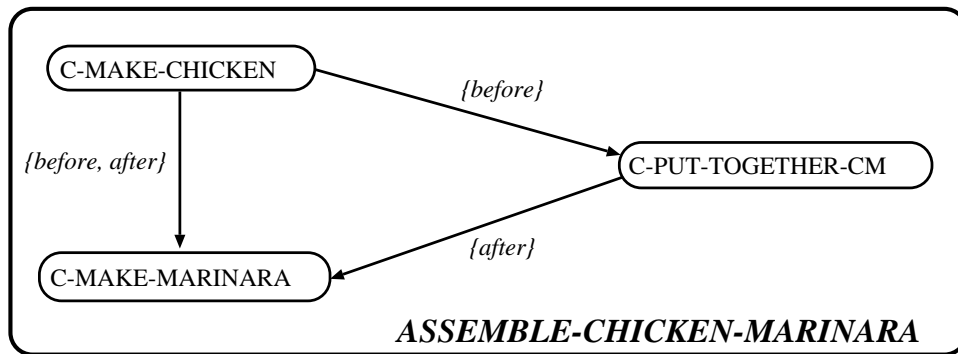 C-MAKE-CHICKEN
{before}
{before, after}
C-PUT-TOGETHER-CM
{after}
C-MAKE-MARINARA
ASSEMBLE-CHICKEN-MARINARA